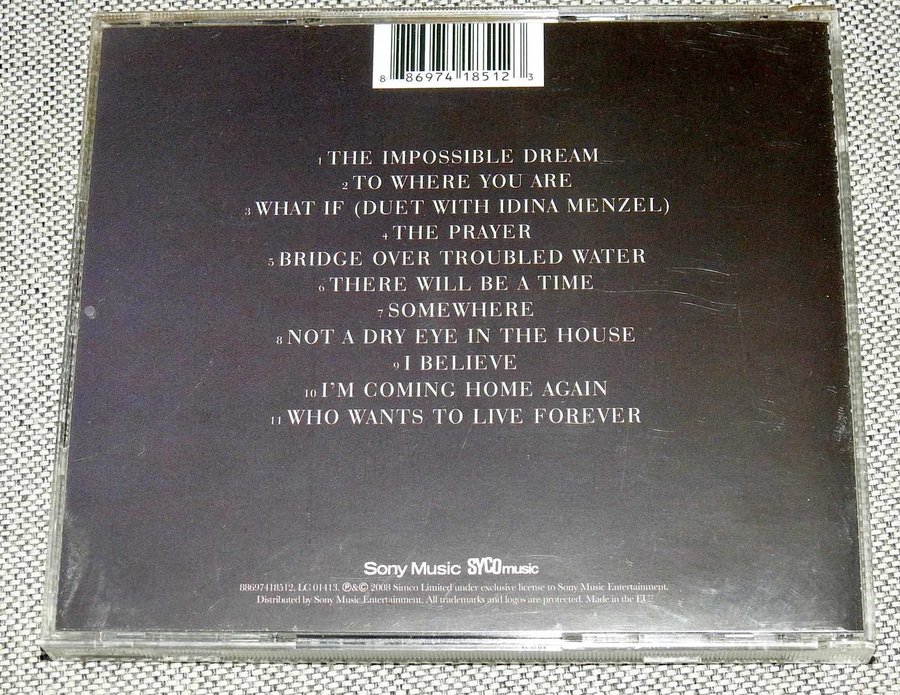 8 86974 18512 3
1 THE IMPOSSIBLE DREAM
2 TO WHERE YOU ARE
3 WHAT IF (DUET WITH IDINA MENZEL)
4 THE PRAYER
5 BRIDGE OVER TROUBLED WATER
6 THERE WILL BE A TIME
7 SOMEWHERE
8 NOT A DRY EYE IN THE HOUSE
9 I BELIEVE
10 I'M COMING HOME AGAIN
11 WHO WANTS TO LIVE FOREVER
Sony Music SYCOmusic
88697418512. LC 01413. ℗&© 2008 Simco Limited under exclusive license to Sony Music Entertainment.
Distributed by Sony Music Entertainment. All trademarks and logos are protected. Made in the EU.